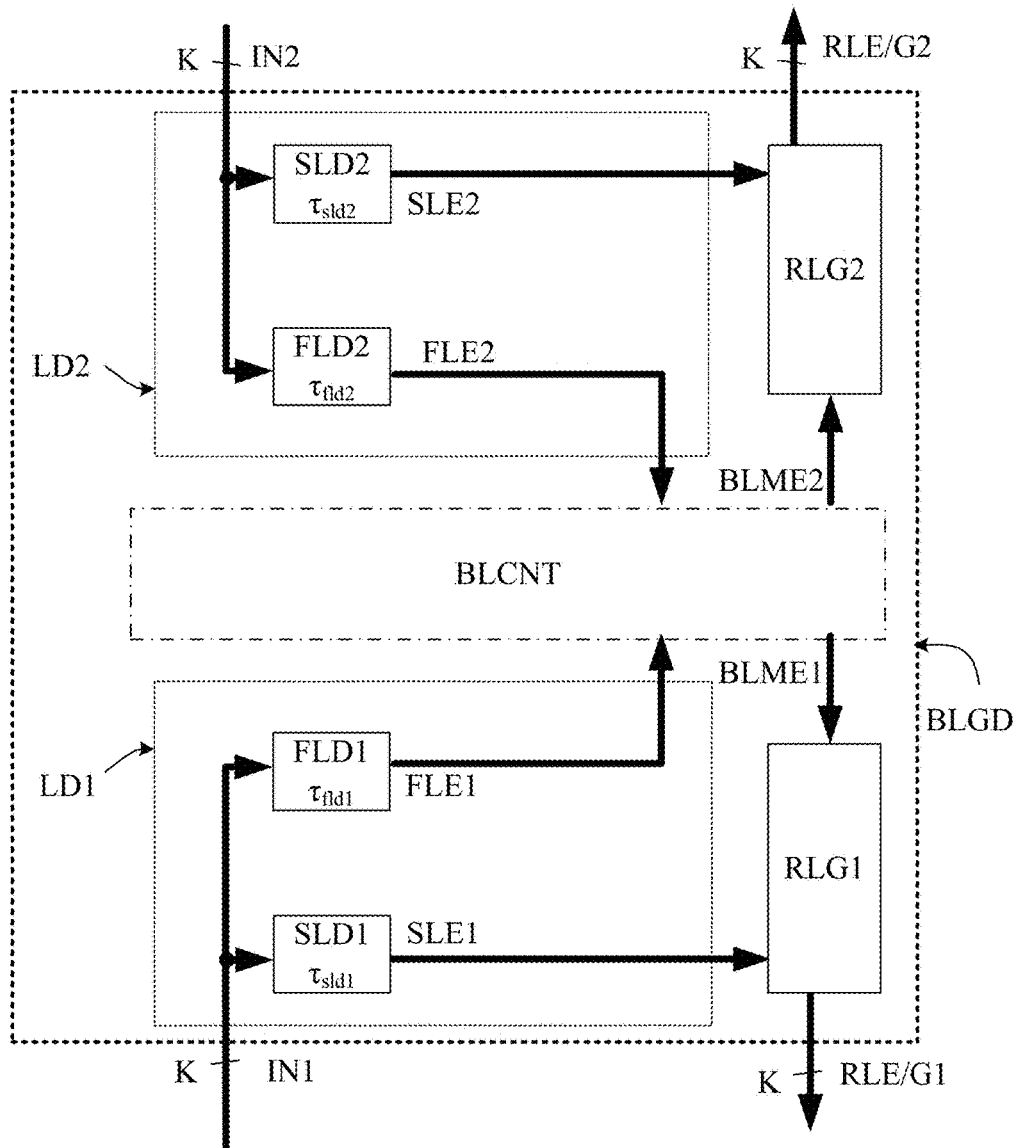 K IN2
K RLE/G2
SLD2
τsld2
SLE2
RLG2
FLD2
τfld2
FLE2
LD2
BLME2
BLCNT
BLME1
BLGD
FLD1
τfld1
FLE1
LD1
RLG1
SLD1
τsld1
SLE1
K IN1
K RLE/G1